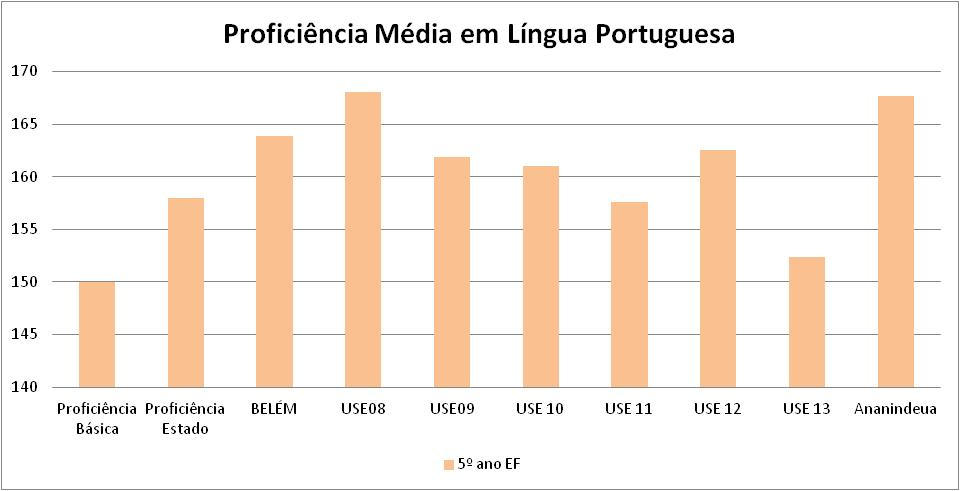 Proficiência Média em Língua Portuguesa
170
165
160
155
150
145
140
Proficiência Básica
Proficiência Estado
BELÉM
USE08
USE09
USE 10
USE 11
USE 12
USE 13
Ananindeua
5º ano EF